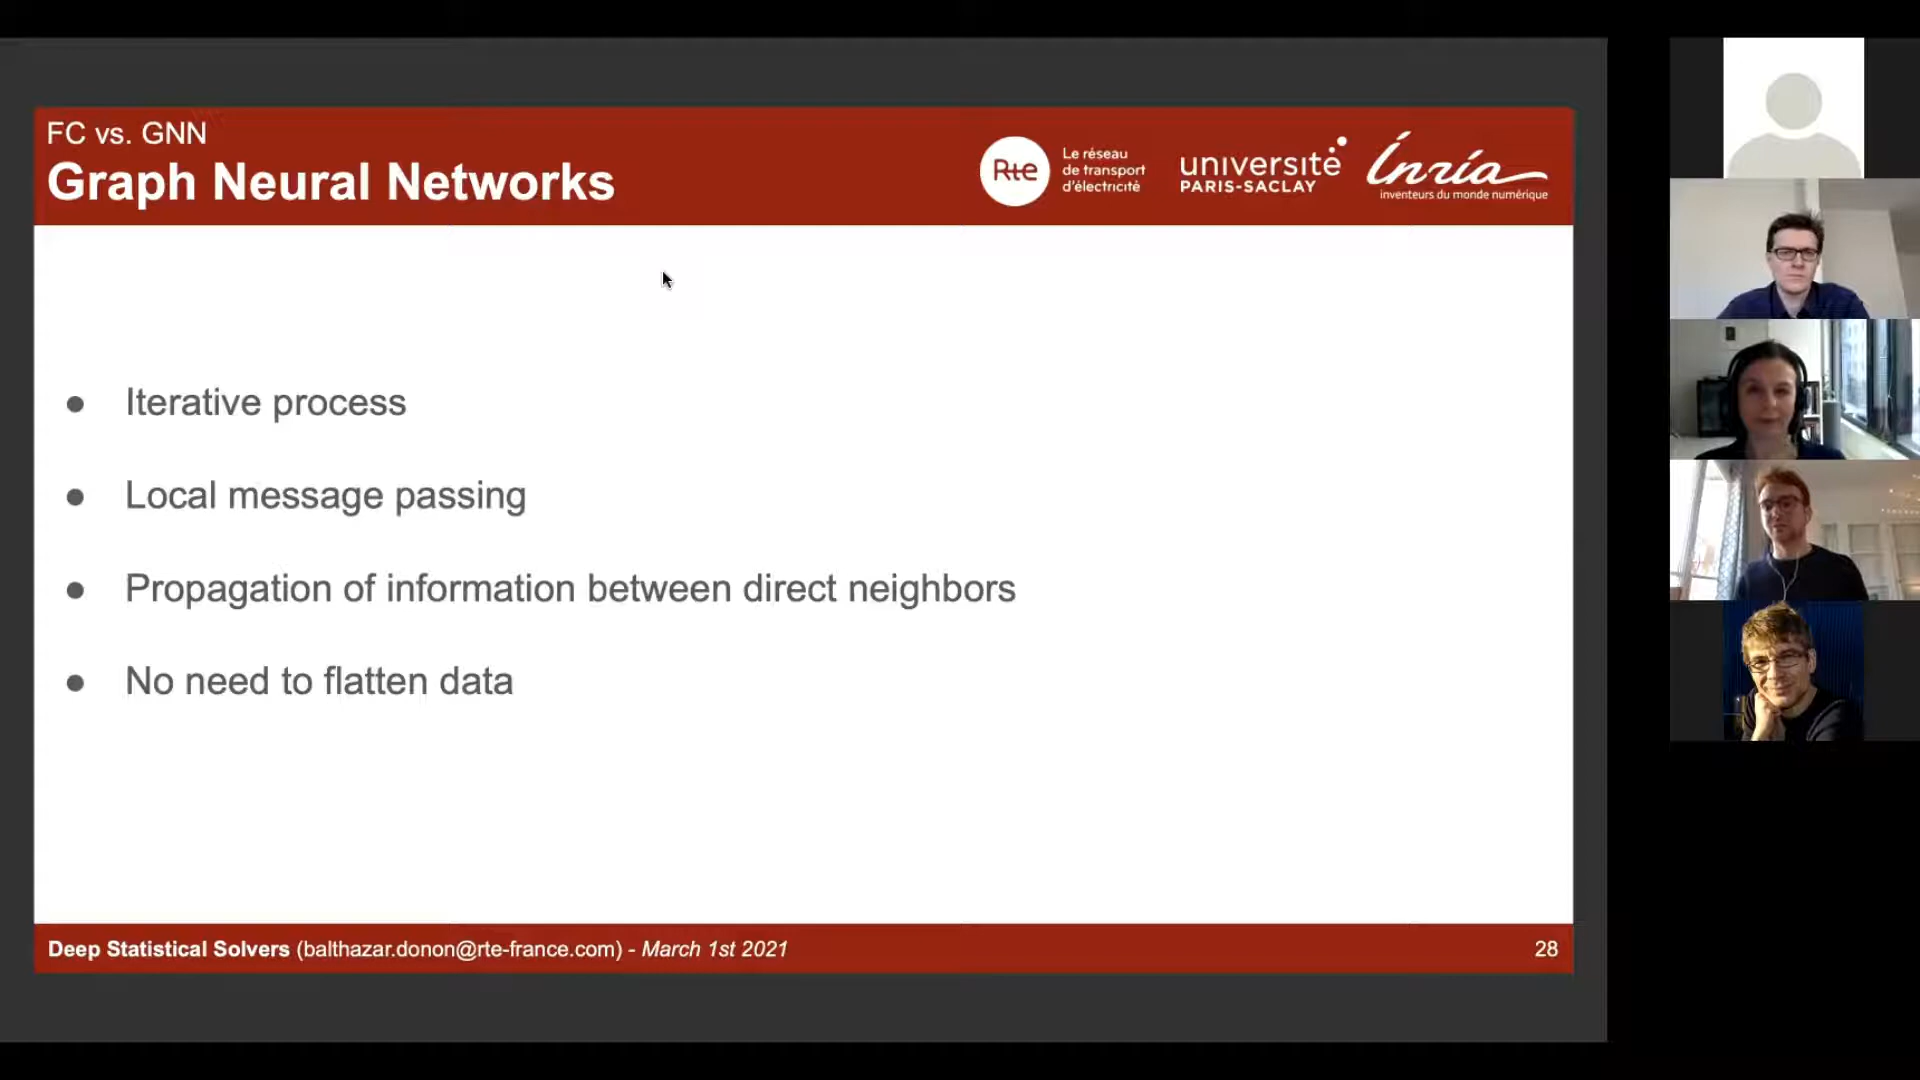 FC vs. GNN
Graph Neural Networks
Rte
Le réseau
de transport
d'électricité
université
PARIS-SACLAY
Inría
inventeurs du monde numérique
● Iterative process
● Local message passing
● Propagation of information between direct neighbors
● No need to flatten data
Deep Statistical Solvers (balthazar.donon@rte-france.com) - March 1st 2021
28